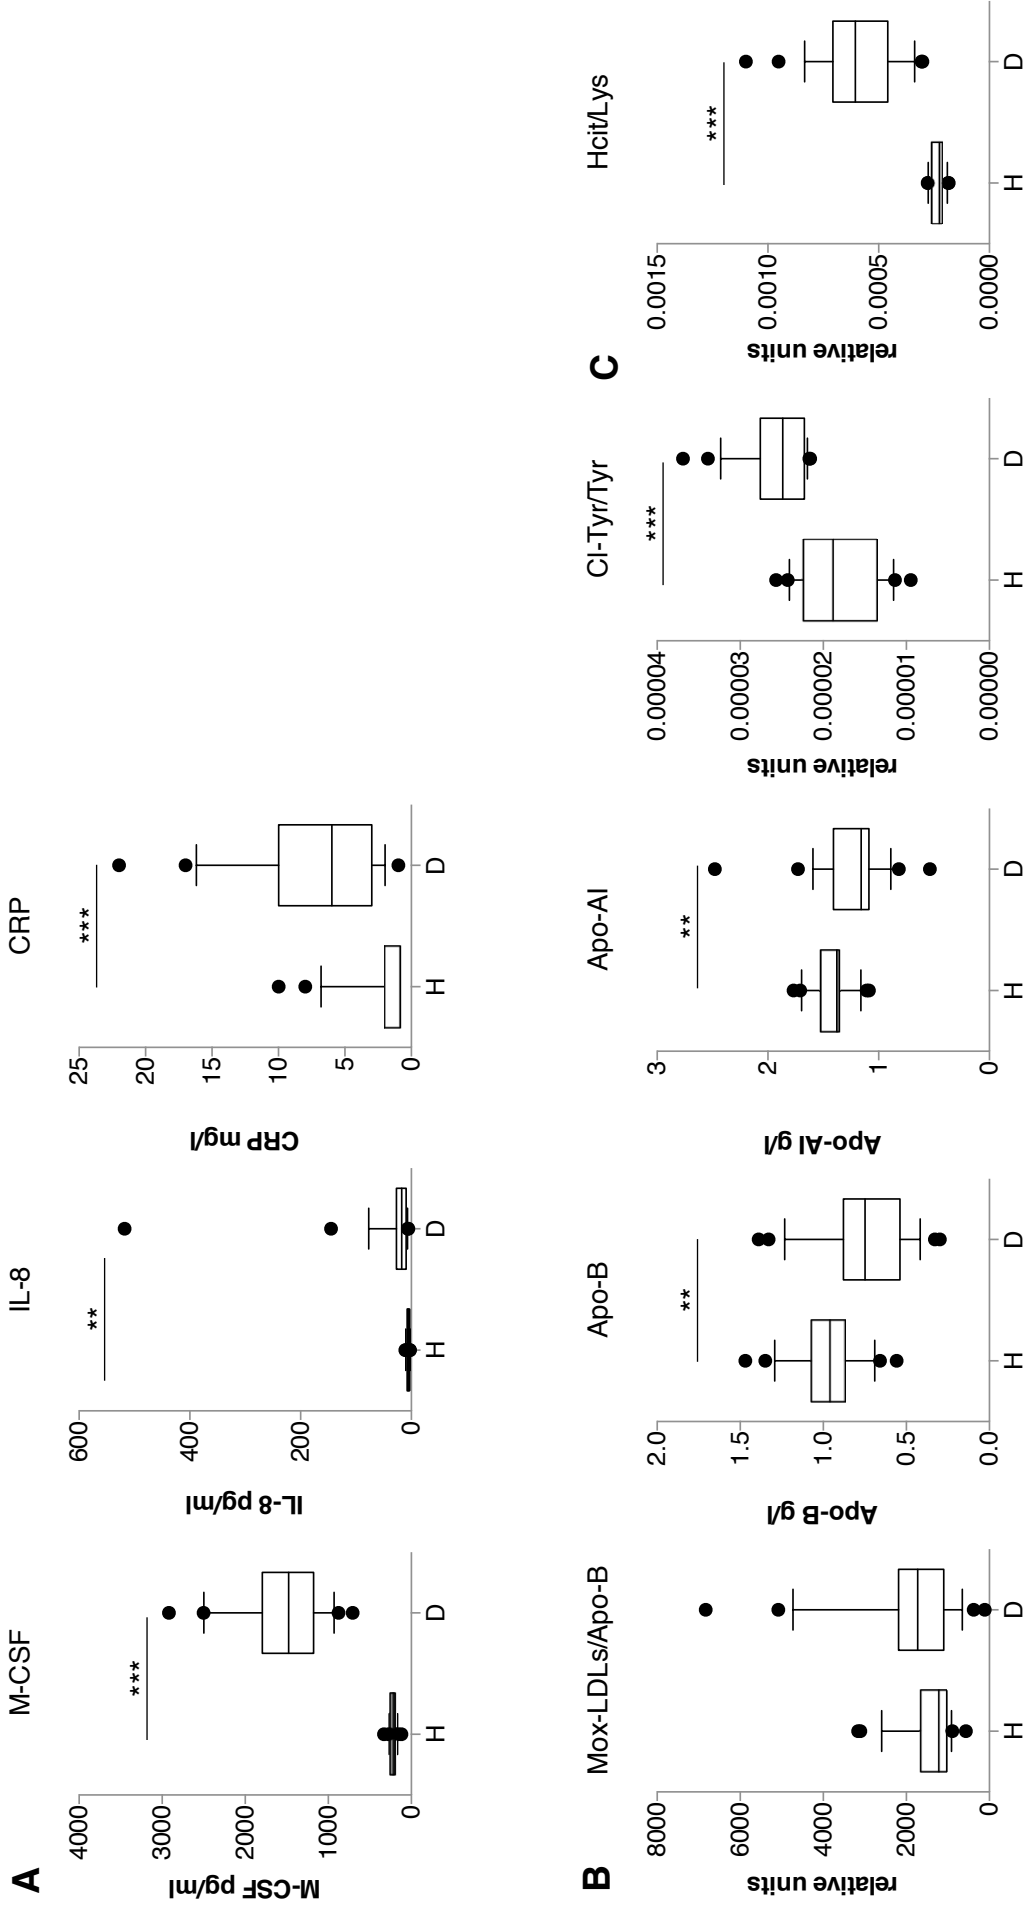 A
M-CSF
M-CSF pg/ml
4000
3000
2000
1000
0
***
H D
IL-8
IL-8 pg/ml
600
400
200
0
**
H D
CRP
CRP mg/l
25
20
15
10
5
0
***
H D
B
Mox-LDLs/Apo-B
relative units
8000
6000
4000
2000
0
H D
Apo-B
Apo-B g/l
2.0
1.5
1.0
0.5
0.0
**
H D
Apo-AI
Apo-AI g/l
3
2
1
0
**
H D
Cl-Tyr/Tyr
relative units
0.00004
0.00003
0.00002
0.00001
0.00000
***
H D
C
Hcit/Lys
relative units
0.0015
0.0010
0.0005
0.0000
***
H D